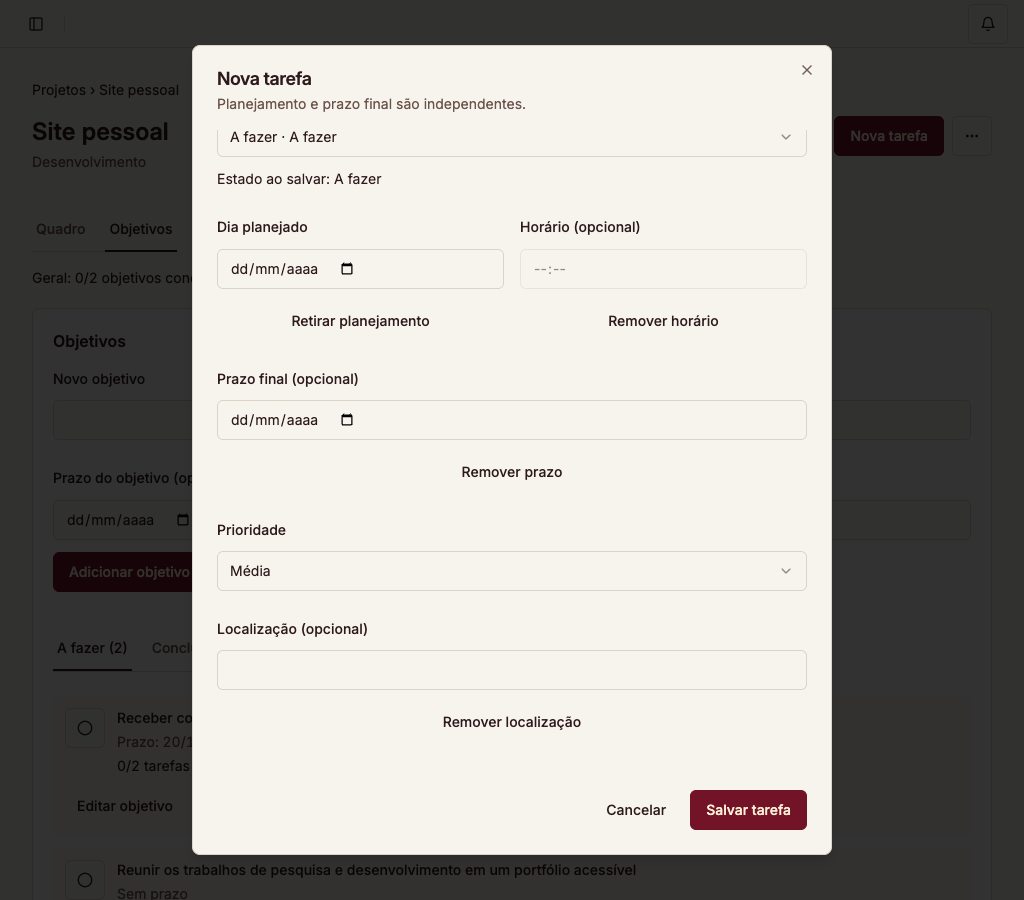 Projetos › Site pessoal
Site pessoal
Desenvolvimento
Nova tarefa
...
Quadro
Objetivos
Geral: 0/2 objetivos con
Objetivos
Novo objetivo
Prazo do objetivo (op
dd/mm/aaaa
Adicionar objetivo
A fazer (2)
Conclu
Receber co
Prazo: 20/1
0/2 tarefas
Editar objetivo
Reunir os trabalhos de pesquisa e desenvolvimento em um portfólio acessível
Sem prazo
Nova tarefa
Planejamento e prazo final são independentes.
A fazer · A fazer
Estado ao salvar: A fazer
Dia planejado
Horário (opcional)
dd/mm/aaaa
--:--
Retirar planejamento
Remover horário
Prazo final (opcional)
dd/mm/aaaa
Remover prazo
Prioridade
Média
Localização (opcional)
Remover localização
Cancelar
Salvar tarefa